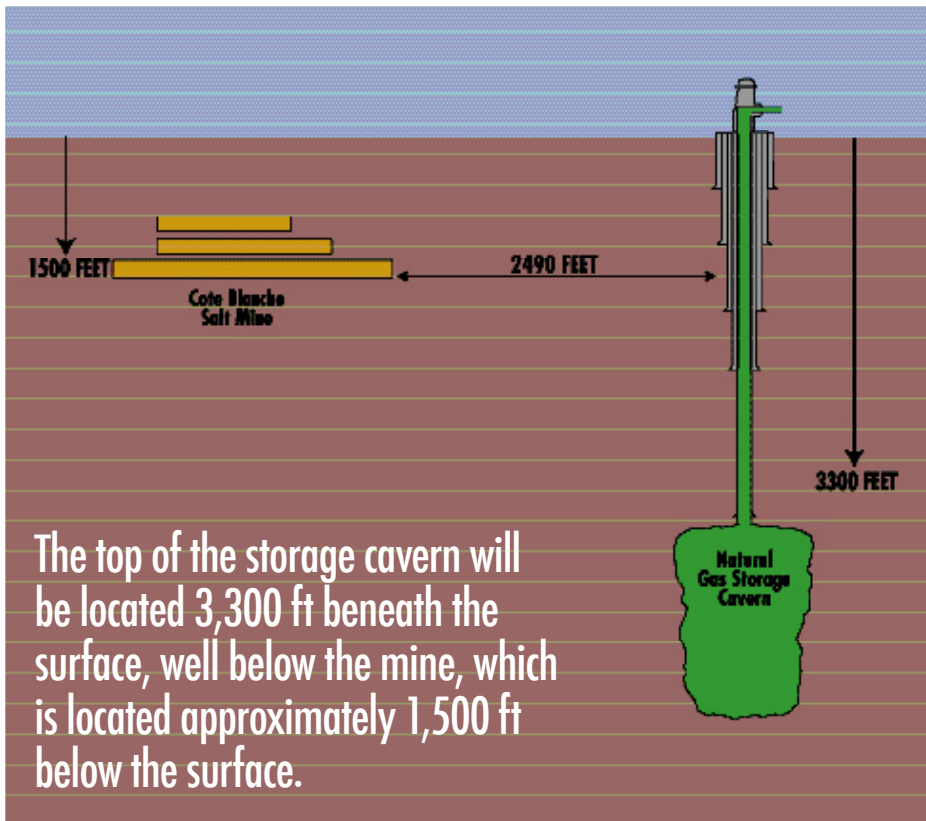 1500 FEET
2490 FEET
Cote Blanche
Salt Mine
3300 FEET
Natural
Gas Storage
Cavern
The top of the storage cavern will
be located 3,300 ft beneath the
surface, well below the mine, which
is located approximately 1,500 ft
below the surface.